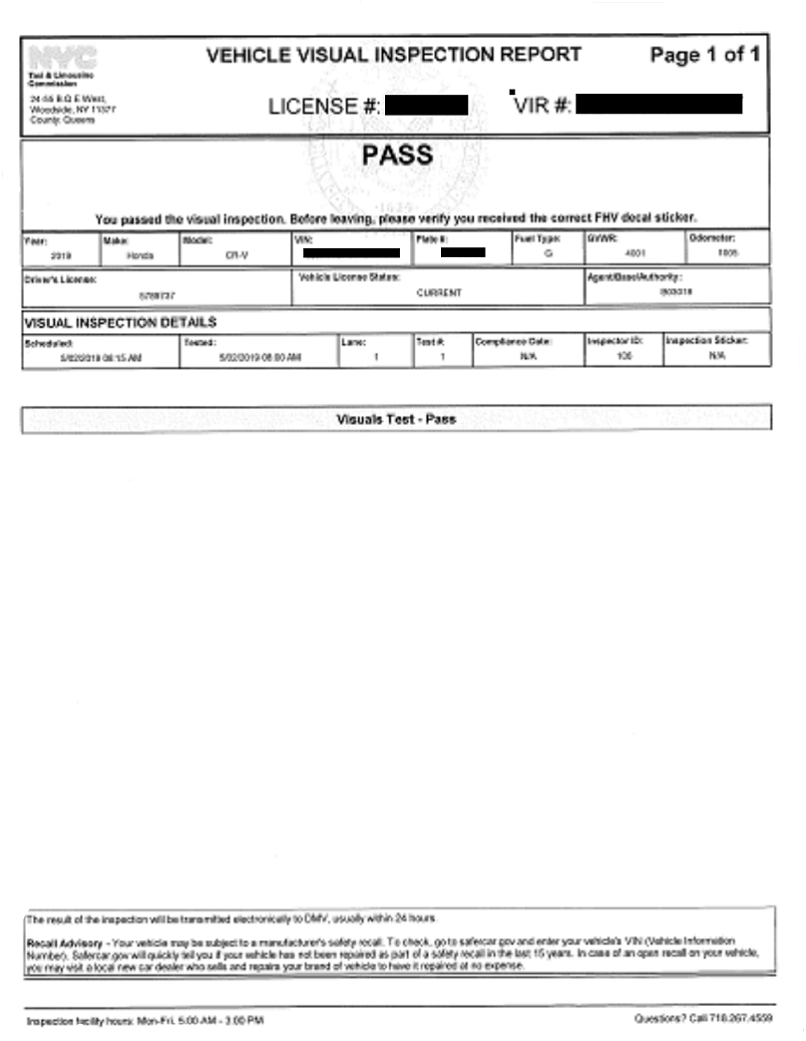 NYC
Taxi & Limousine
Commission
24-55 B.Q.E West,
Woodside, NY 11377
County: Queens
VEHICLE VISUAL INSPECTION REPORT
Page 1 of 1
LICENSE #:
VIR #:
PASS
You passed the visual inspection. Before leaving, please verify you received the correct FHV decal sticker.
Year: Make: Model: VIN: Plate #: Fuel Type: GVWR: Odometer:
2019 Honda CR-V G
Driver's License: Vehicle License Status: Agent/Base/Authority:
CURRENT
VISUAL INSPECTION DETAILS
Scheduled: Tested: Lane: Test #: Compliance Date: Inspector ID: Inspection Sticker:
5/02/2019 08:15 AM 5/02/2019 08:00 AM 1 1 N/A N/A
Visuals Test - Pass
The result of the inspection will be transmitted electronically to DMV, usually within 24 hours.
Recall Advisory - Your vehicle may be subject to a manufacturer's safety recall. To check, go to safercar.gov and enter your vehicle's VIN (Vehicle Information
Number). Safercar.gov will quickly tell you if your vehicle has not been repaired as part of a safety recall in the last 15 years. In case of an open recall on your vehicle,
you may visit a local new car dealer who sells and repairs your brand of vehicle to have it repaired at no expense.
Inspection facility hours: Mon-Fri, 5:00 AM - 3:00 PM
Questions? Call 718.267.4559